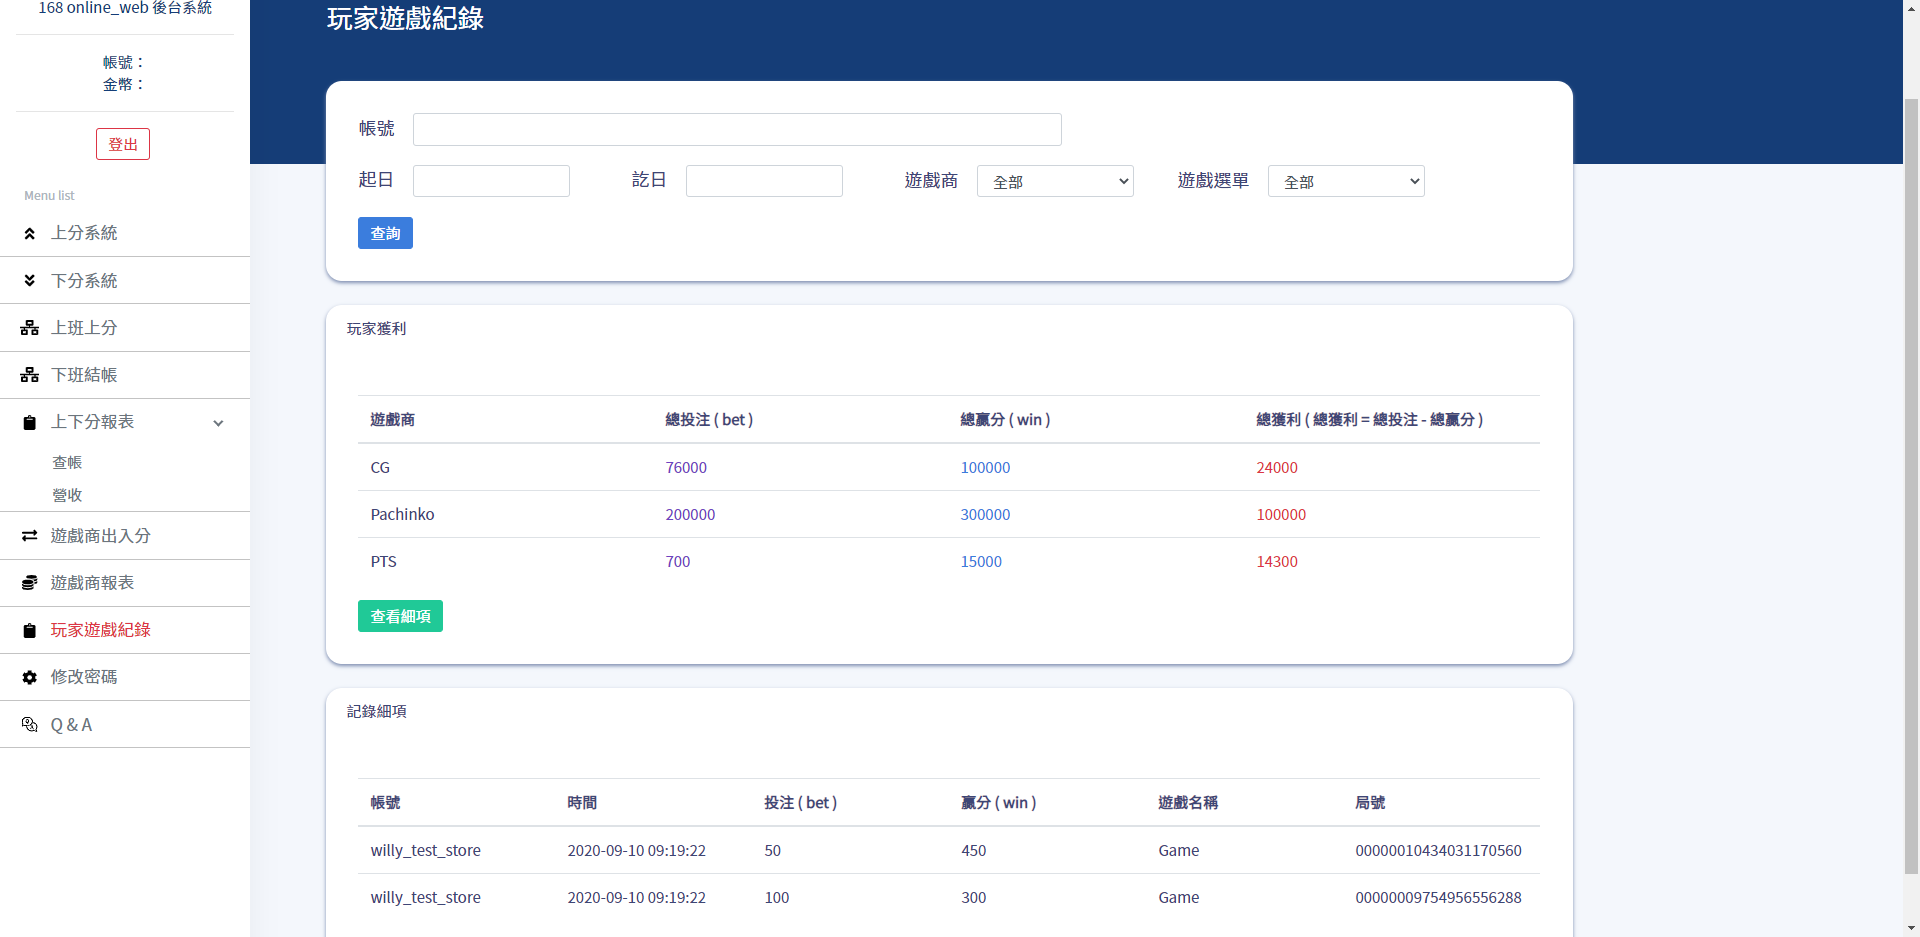 168 online_web 後台系統
帳號：
金幣：
登出
Menu list
上分系統
下分系統
上班上分
下班結帳
上下分報表
查帳
營收
遊戲商出入分
遊戲商報表
玩家遊戲紀錄
修改密碼
Q & A
玩家遊戲紀錄
帳號
起日 訖日 遊戲商 全部 遊戲選單 全部
查詢
玩家獲利
遊戲商 總投注 ( bet ) 總贏分 ( win ) 總獲利 ( 總獲利 = 總投注 - 總贏分 )
CG 76000 100000 24000
Pachinko 200000 300000 100000
PTS 700 15000 14300
查看細項
記錄細項
帳號 時間 投注 ( bet ) 贏分 ( win ) 遊戲名稱 局號
willy_test_store 2020-09-10 09:19:22 50 450 Game 00000010434031170560
willy_test_store 2020-09-10 09:19:22 100 300 Game 00000009754956556288